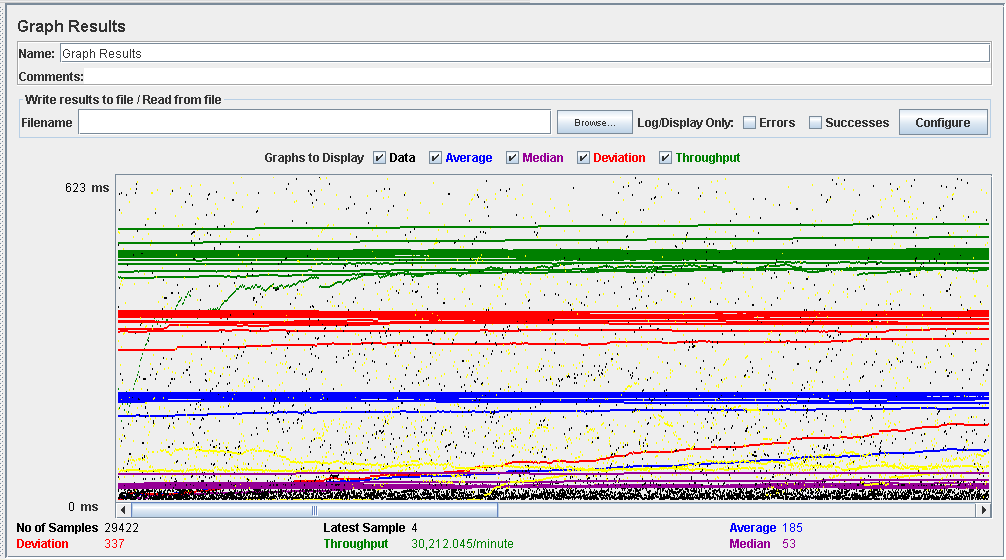 Graph Results
Name: Graph Results
Comments:
Write results to file / Read from file
Filename Browse... Log/Display Only: Errors Successes Configure
Graphs to Display Data Average Median Deviation Throughput
623 ms
0 ms
No of Samples 29422 Latest Sample 4 Average 185
Deviation 337 Throughput 30,212.045/minute Median 53